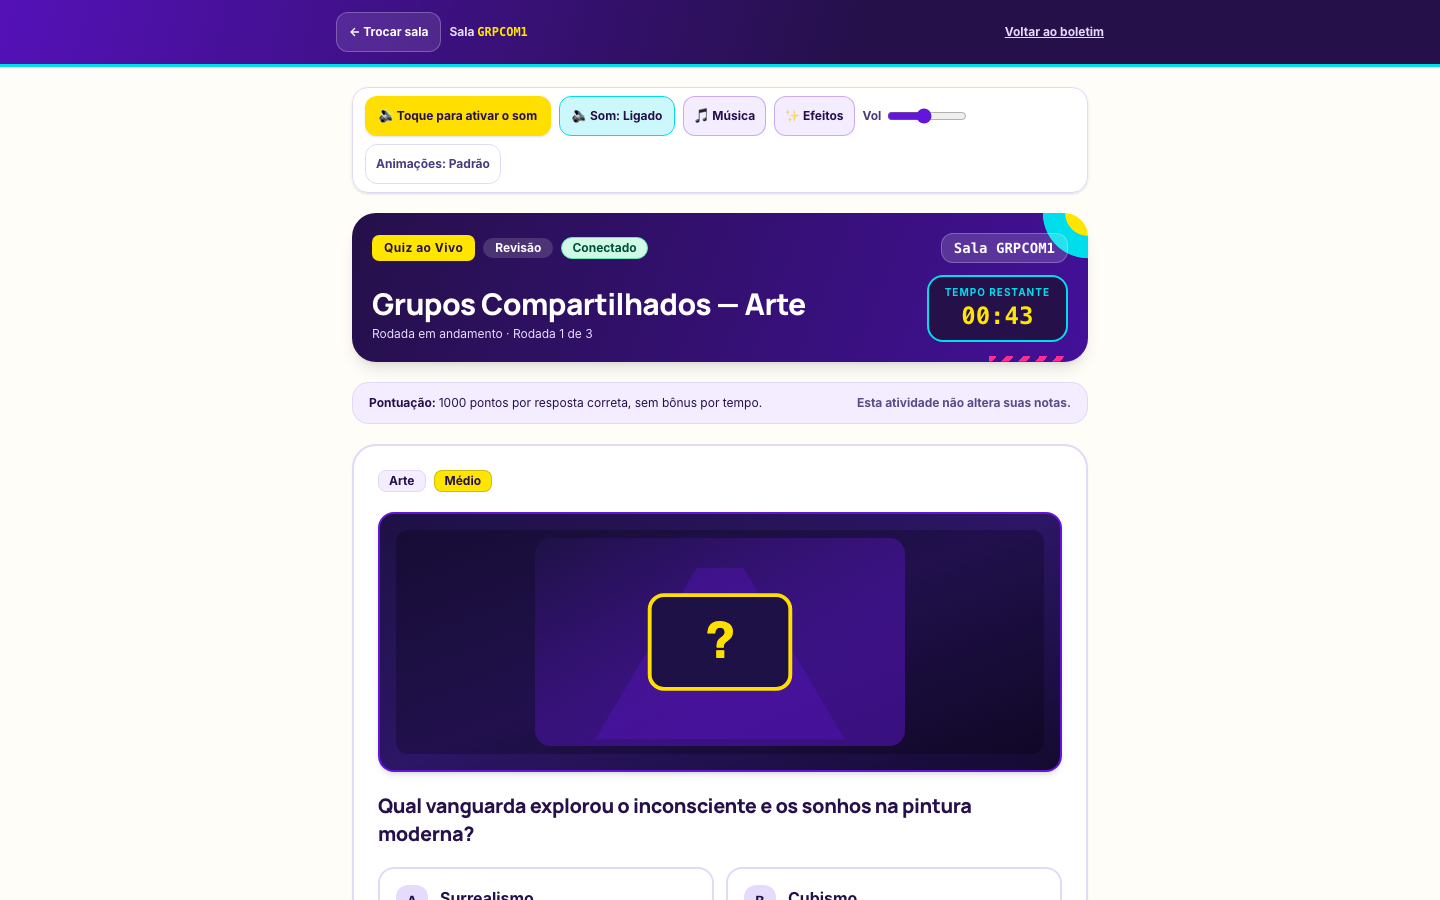 ← Trocar sala
Sala GRPCOM1
Voltar ao boletim
Toque para ativar o som
Som: Ligado
Música
Efeitos
Vol
Animações: Padrão
Quiz ao Vivo
Revisão
Conectado
Sala GRPCOM1
Grupos Compartilhados — Arte
Rodada em andamento · Rodada 1 de 3
TEMPO RESTANTE
00:43
Pontuação: 1000 pontos por resposta correta, sem bônus por tempo.
Esta atividade não altera suas notas.
Arte
Médio
?
Qual vanguarda explorou o inconsciente e os sonhos na pintura
moderna?
A
Surrealismo
B
Cubismo